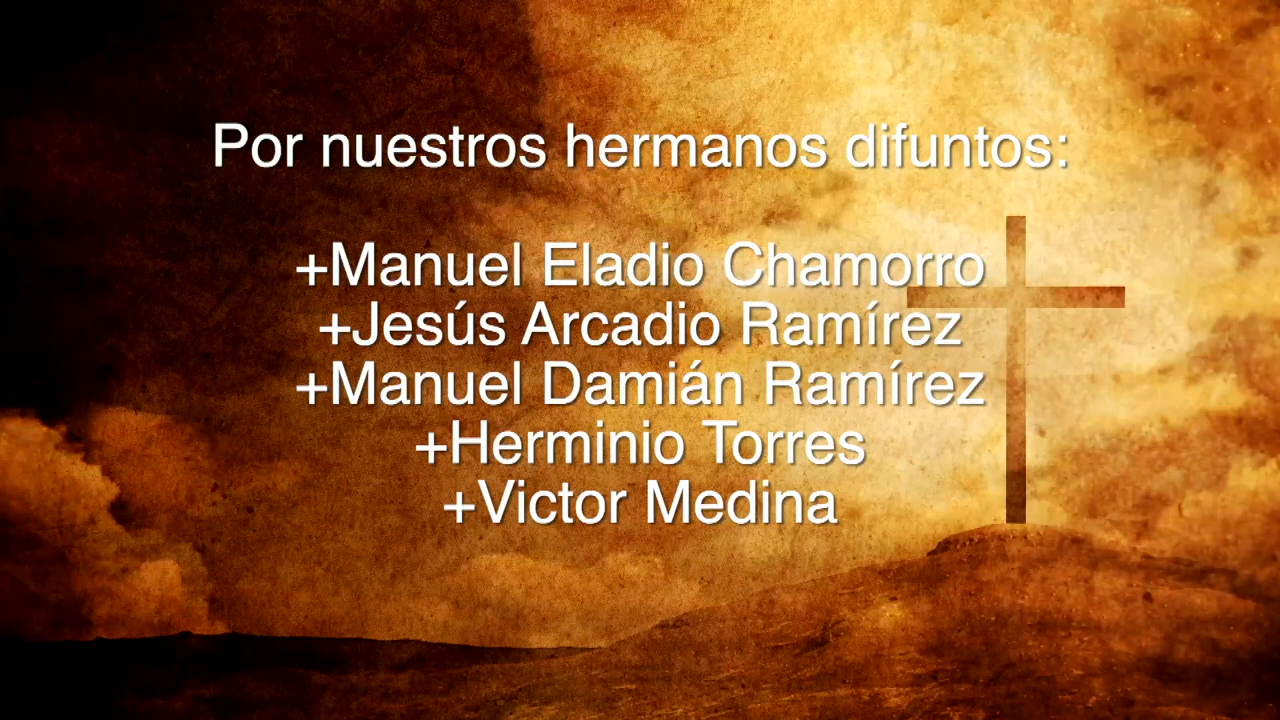 Por nuestros hermanos difuntos:
+Manuel Eladio Chamorro
+Jesús Arcadio Ramírez
+Manuel Damián Ramírez
+Herminio Torres
+Victor Medina